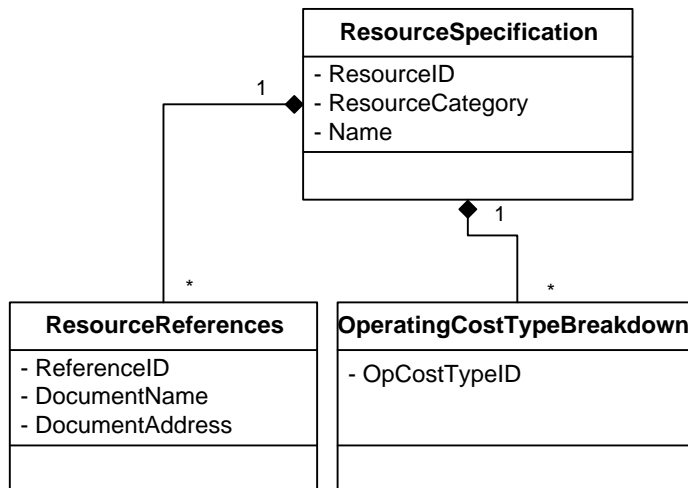 ResourceSpecification
- ResourceID
- ResourceCategory
- Name
1
1
*
*
ResourceReferences
- ReferenceID
- DocumentName
- DocumentAddress
OperatingCostTypeBreakdown
- OpCostTypeID